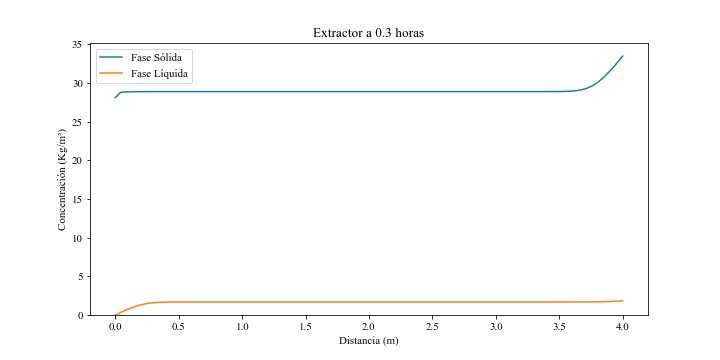 Extractor a 0.3 horas
Fase Sólida
Fase Líquida
Concentración (Kg/m³)
35
30
25
20
15
10
5
0
0.0 0.5 1.0 1.5 2.0 2.5 3.0 3.5 4.0
Distancia (m)